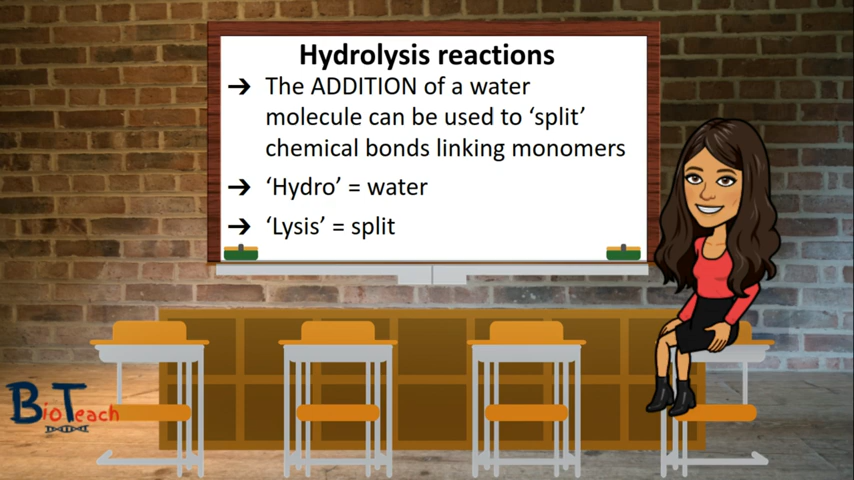 Hydrolysis reactions
➔ The ADDITION of a water
molecule can be used to ‘split’
chemical bonds linking monomers
➔ ‘Hydro’ = water
➔ ‘Lysis’ = split
BioTeach